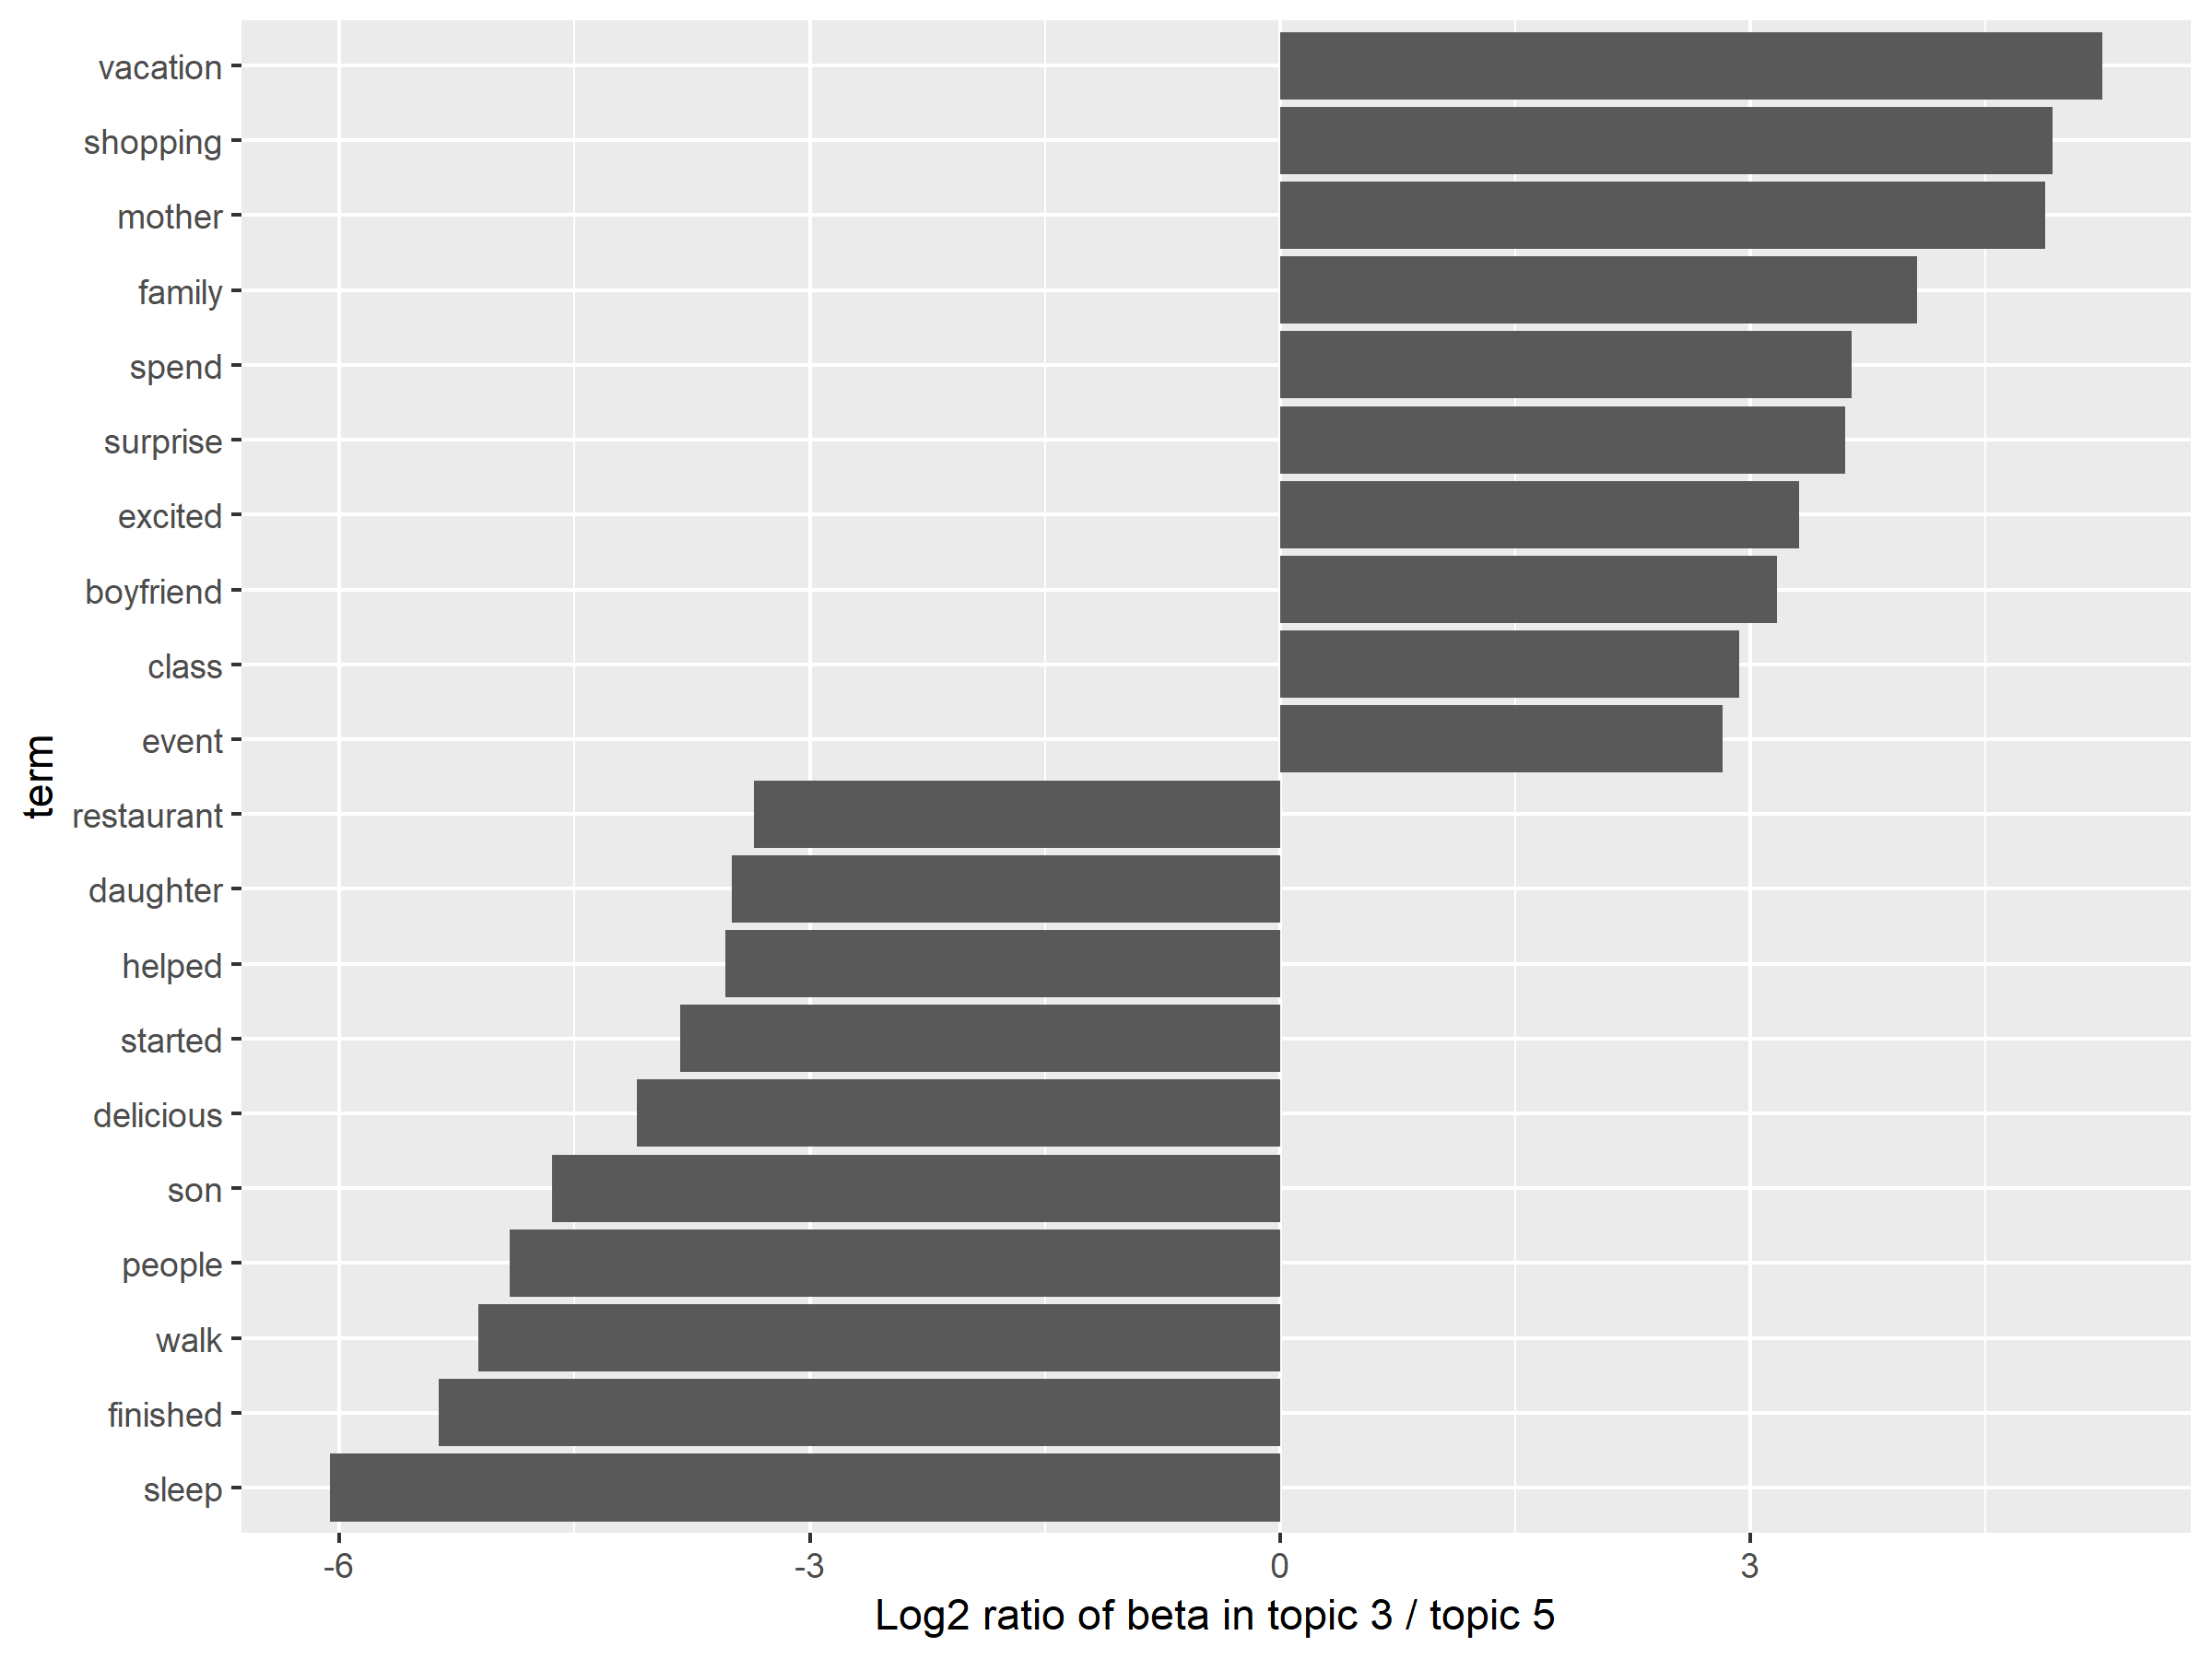 vacation
shopping
mother
family
spend
surprise
excited
boyfriend
class
event
restaurant
daughter
helped
started
delicious
son
people
walk
finished
sleep
term
-6 -3 0 3
Log2 ratio of beta in topic 3 / topic 5